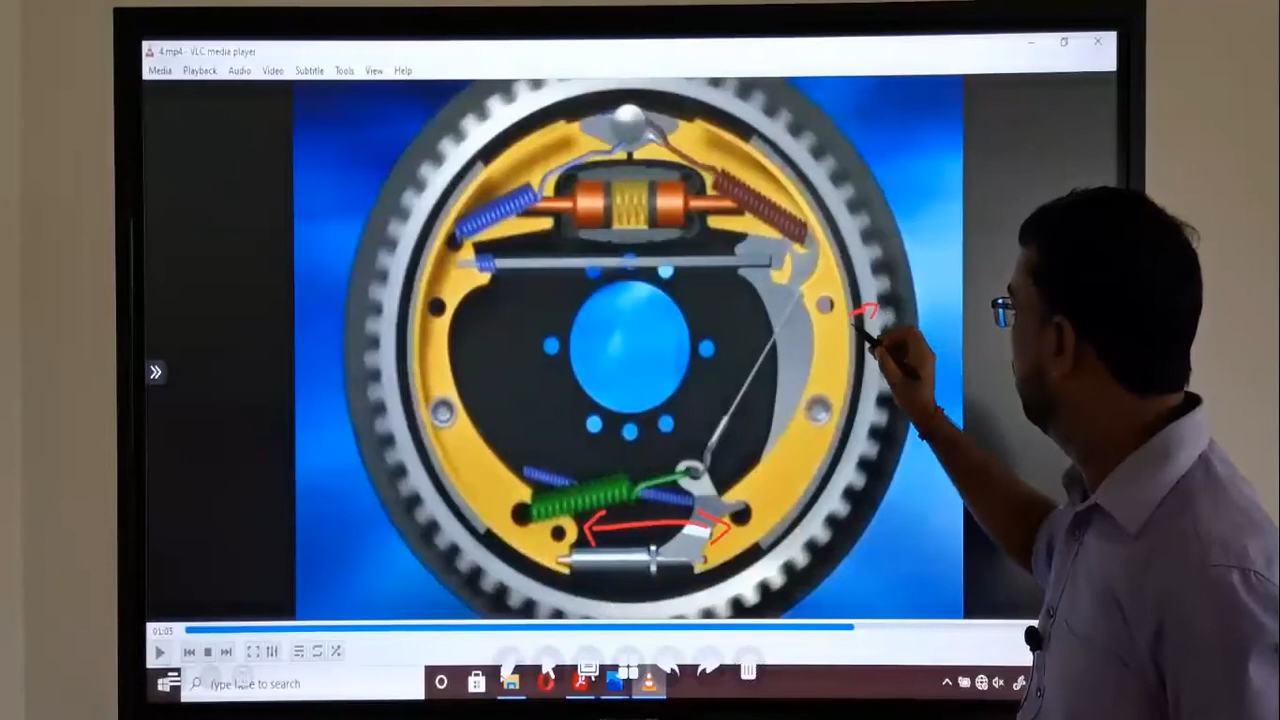 4.mp4 - VLC media player
Media Playback Audio Video Subtitle Tools View Help
01:05
Type here to search